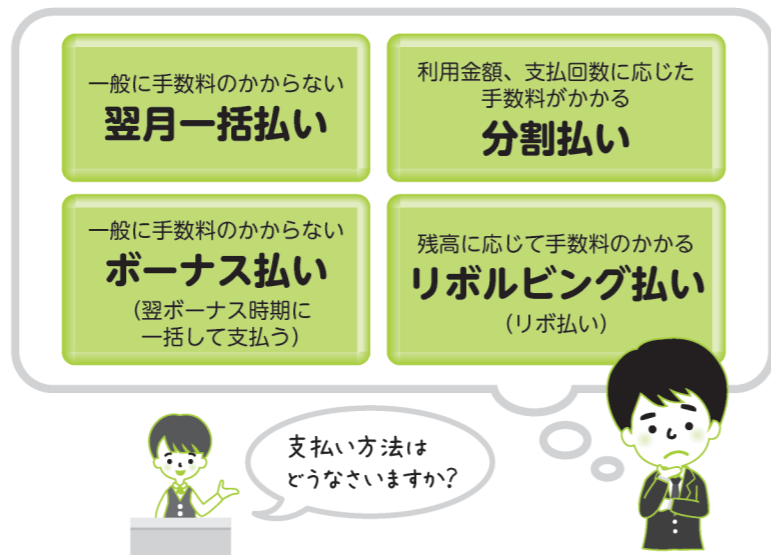 一般に手数料のかからない
翌月一括払い
利用金額、支払回数に応じた
手数料がかかる
分割払い
一般に手数料のかからない
ボーナス払い
(翌ボーナス時期に
一括して支払う)
残高に応じて手数料のかかる
リボルビング払い
(リボ払い)
支払い方法は
どうなさいますか?